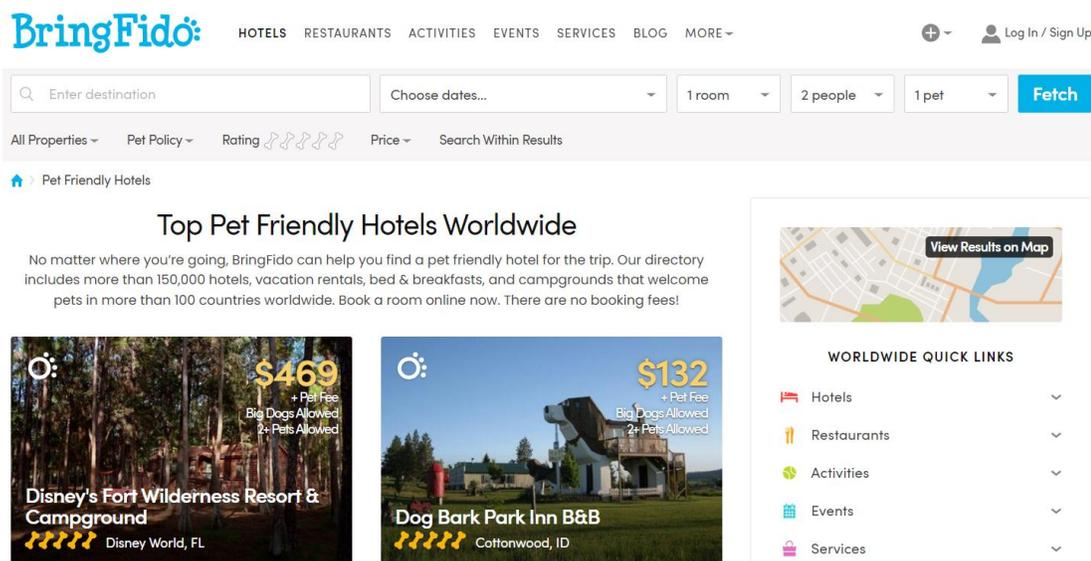 BringFido
HOTELS RESTAURANTS ACTIVITIES EVENTS SERVICES BLOG MORE
Log In / Sign Up
Enter destination
Choose dates...
1 room
2 people
1 pet
Fetch
All Properties
Pet Policy
Rating
Price
Search Within Results
Pet Friendly Hotels
Top Pet Friendly Hotels Worldwide
No matter where you're going, BringFido can help you find a pet friendly hotel for the trip. Our directory
includes more than 150,000 hotels, vacation rentals, bed & breakfasts, and campgrounds that welcome
pets in more than 100 countries worldwide. Book a room online now. There are no booking fees!
$469
+ Pet Fee
Big Dogs Allowed
2+ Pets Allowed
Disney's Fort Wilderness Resort &
Campground
Disney World, FL
$132
+ Pet Fee
Big Dogs Allowed
2+ Pets Allowed
Dog Bark Park Inn B&B
Cottonwood, ID
View Results on Map
WORLDWIDE QUICK LINKS
Hotels
Restaurants
Activities
Events
Services